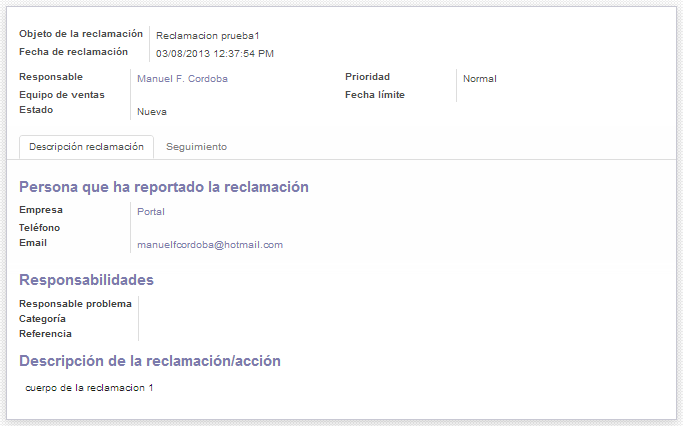 Objeto de la reclamación Reclamacion prueba1
Fecha de reclamación 03/08/2013 12:37:54 PM
Responsable Manuel F. Cordoba Prioridad Normal
Equipo de ventas Fecha límite
Estado Nueva
Descripción reclamación Seguimiento
Persona que ha reportado la reclamación
Empresa Portal
Teléfono
Email manuelfcordoba@hotmail.com
Responsabilidades
Responsable problema
Categoría
Referencia
Descripción de la reclamación/acción
cuerpo de la reclamacion 1